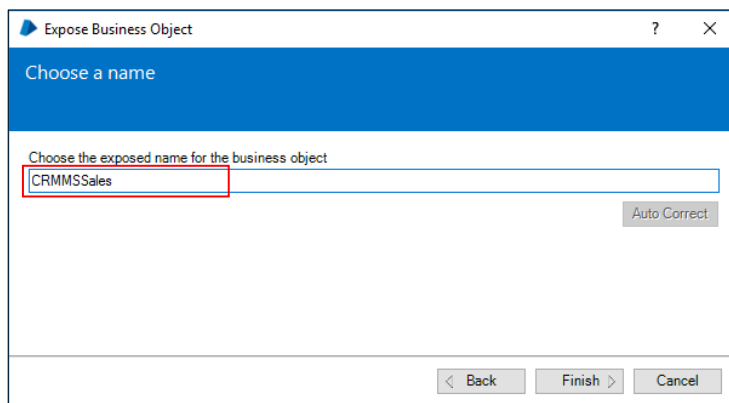 Expose Business Object ? X
Choose a name
Choose the exposed name for the business object
CRMMSSales
Auto Correct
Back Finish Cancel